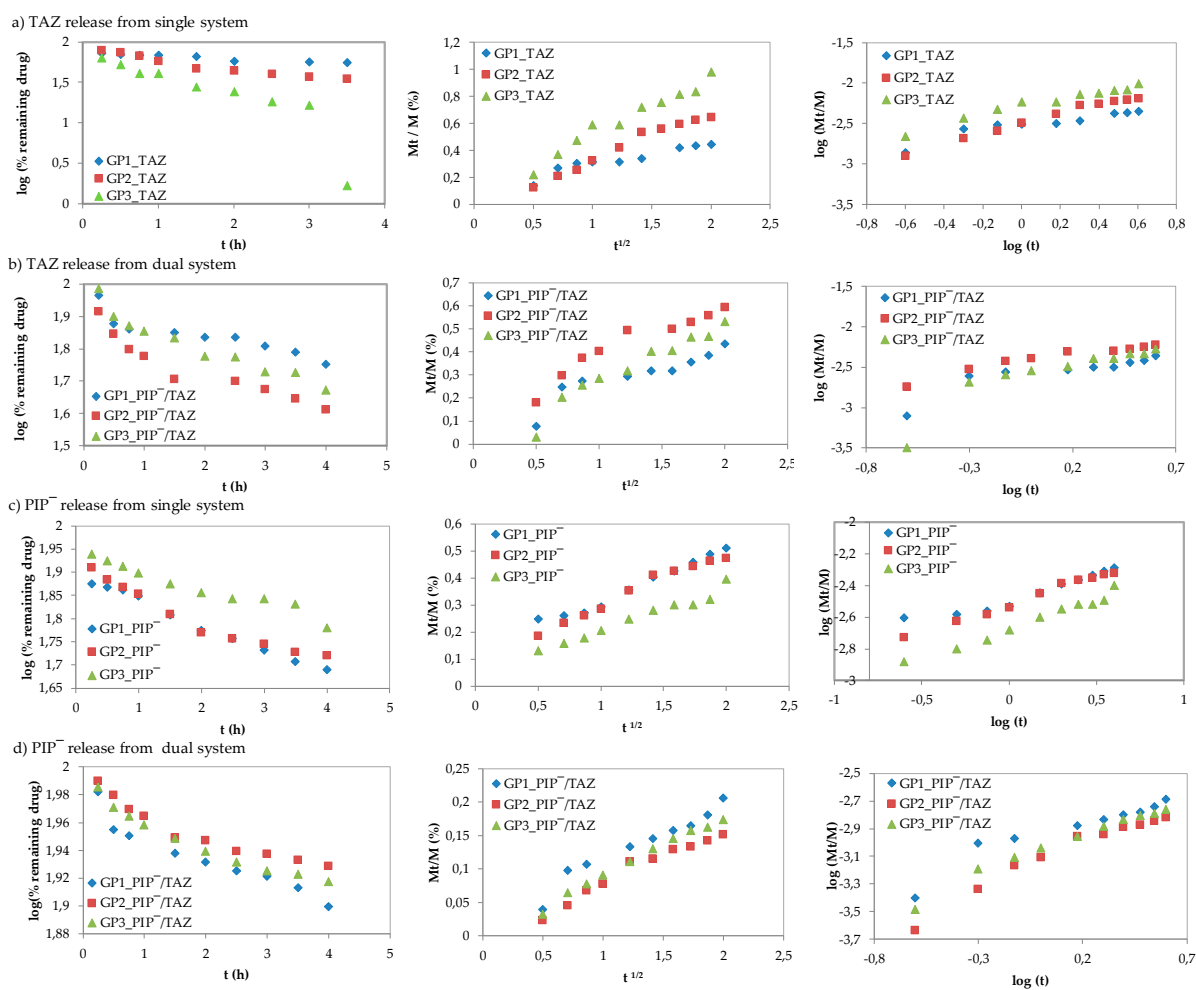 a) TAZ release from single system
log (% remaining drug)
2
1,5
1
0,5
0
GP1_TAZ
GP2_TAZ
GP3_TAZ
0 1 2 3 4
t (h)
Mt / M (%)
1,2
1
0,8
0,6
0,4
0,2
0
GP1_TAZ
GP2_TAZ
GP3_TAZ
0 0,5 1 1,5 2 2,5
t1/2
log (Mt/M)
-1,5
-2
-2,5
-3
-3,5
GP1_TAZ
GP2_TAZ
GP3_TAZ
-0,8 -0,6 -0,4 -0,2 0 0,2 0,4 0,6 0,8
log (t)
b) TAZ release from dual system
log (% remaining drug)
2
1,9
1,8
1,7
1,6
1,5
GP1_PIP‾/TAZ
GP2_PIP‾/TAZ
GP3_PIP‾/TAZ
0 1 2 3 4 5
t (h)
Mt/M (%)
0,7
0,6
0,5
0,4
0,3
0,2
0,1
0
GP1_PIP‾/TAZ
GP2_PIP‾/TAZ
GP3_PIP‾/TAZ
0 0,5 1 1,5 2 2,5
t1/2
log (Mt/M)
-1,5
-2
-2,5
-3
-3,5
GP1_PIP‾/TAZ
GP2_PIP‾/TAZ
GP3_PIP‾/TAZ
-0,8 -0,3 0,2 0,7
log (t)
c) PIP‾ release from single system
log (% remaining drug)
2
1,95
1,9
1,85
1,8
1,75
1,7
1,65
GP1_PIP‾
GP2_PIP‾
GP3_PIP‾
0 1 2 3 4 5
t (h)
Mt/M (%)
0,6
0,5
0,4
0,3
0,2
0,1
0
GP1_PIP‾
GP2_PIP‾
GP3_PIP‾
0 0,5 1 1,5 2 2,5
t 1/2
log (Mt/M)
-2
-2,2
-2,4
-2,6
-2,8
-3
GP1_PIP‾
GP2_PIP‾
GP3_PIP‾
-1 -0,5 0 0,5 1
log (t)
d) PIP‾ release from dual system
log(% remaining drug)
2
1,98
1,96
1,94
1,92
1,9
1,88
GP1_PIP‾/TAZ
GP2_PIP‾/TAZ
GP3_PIP‾/TAZ
0 1 2 3 4 5
t (h)
Mt/M (%)
0,25
0,2
0,15
0,1
0,05
0
GP1_PIP‾/TAZ
GP2_PIP‾/TAZ
GP3_PIP‾/TAZ
0 0,5 1 1,5 2 2,5
t 1/2
log (Mt/M)
-2,5
-2,7
-2,9
-3,1
-3,3
-3,5
-3,7
GP1_PIP‾/TAZ
GP2_PIP‾/TAZ
GP3_PIP‾/TAZ
-0,8 -0,3 0,2 0,7
log (t)